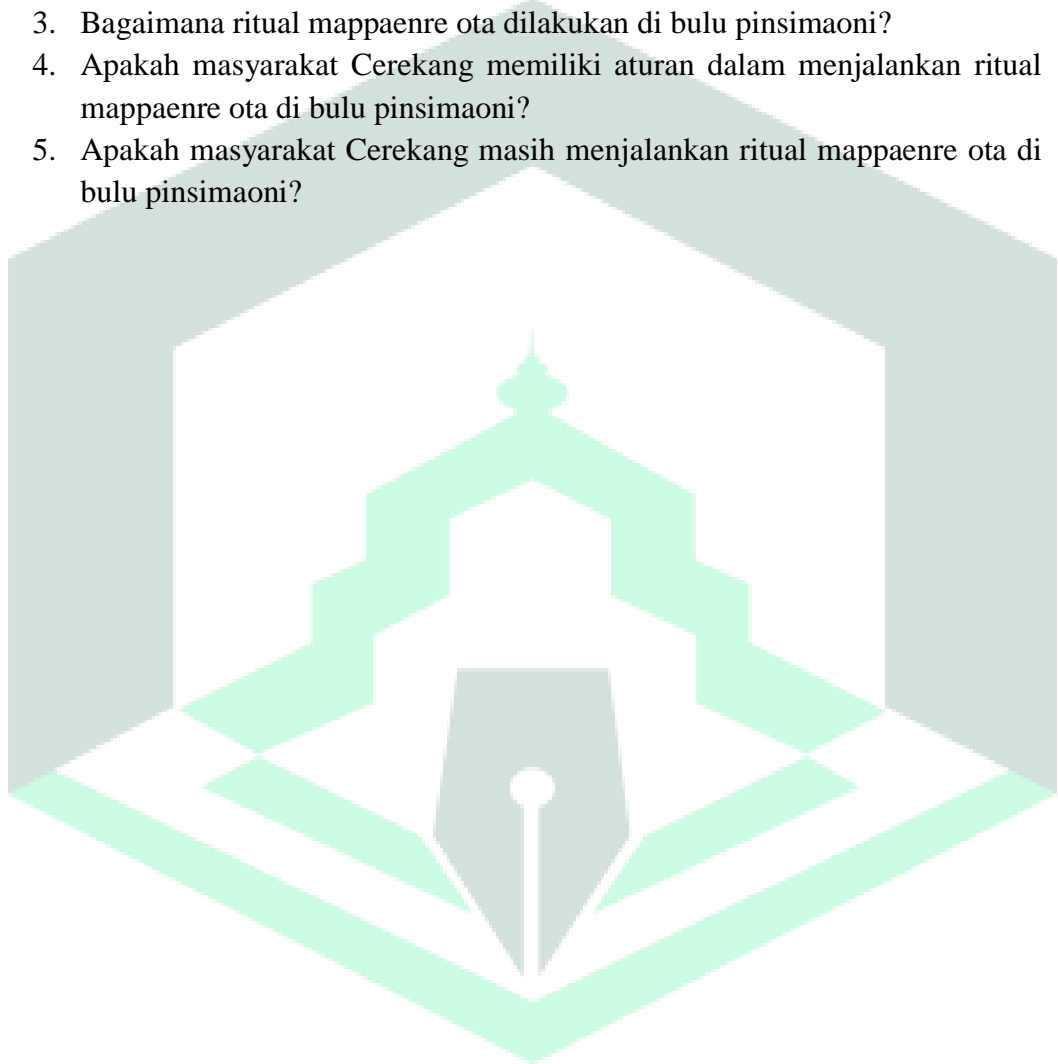 3. Bagaimana ritual mappaenre ota dilakukan di bulu pinsimaoni?
4. Apakah masyarakat Cerekang memiliki aturan dalam menjalankan ritual
mappaenre ota di bulu pinsimaoni?
5. Apakah masyarakat Cerekang masih menjalankan ritual mappaenre ota di
bulu pinsimaoni?